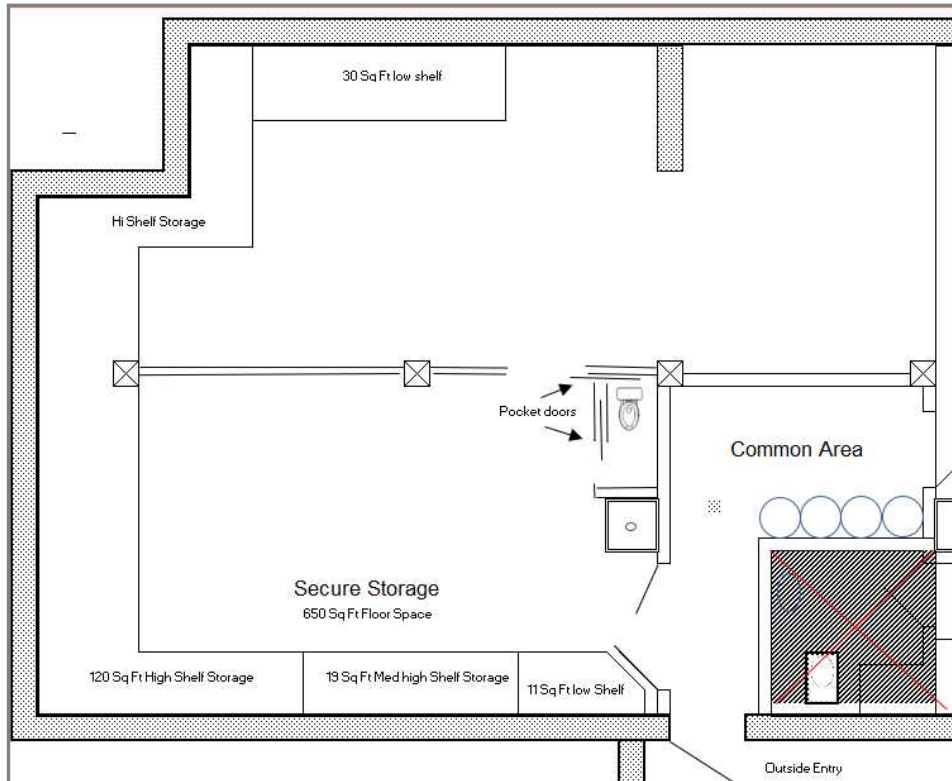 30 Sq Ft low shelf
Hi Shelf Storage
Pocket doors
Common Area
Secure Storage
650 Sq Ft Floor Space
120 Sq Ft High Shelf Storage
19 Sq Ft Med high Shelf Storage
11 Sq Ft low Shelf
Outside Entry